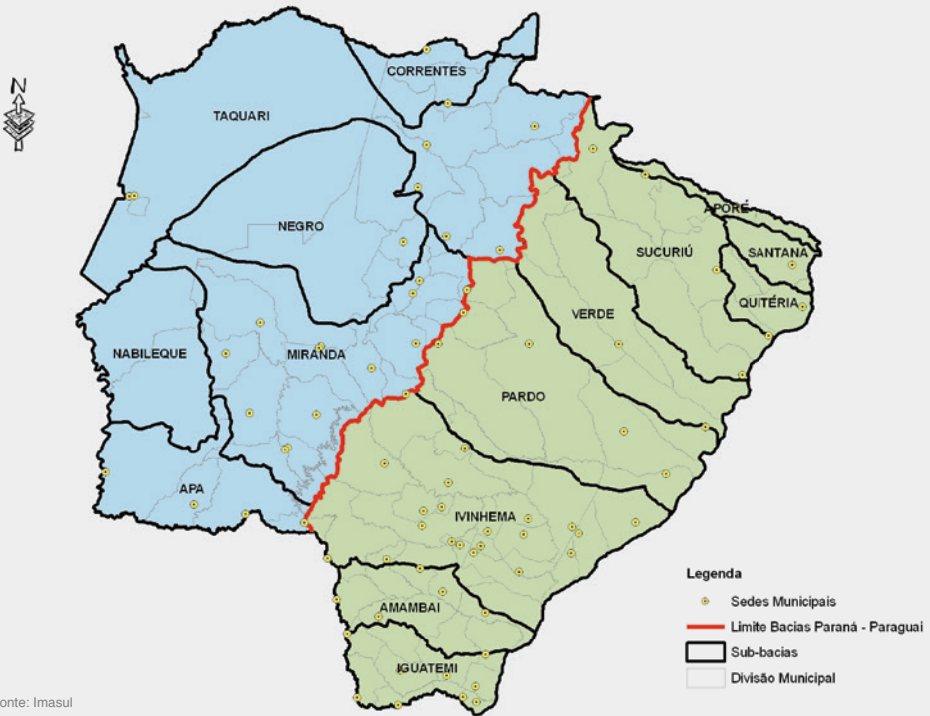 N
CORRENTES
TAQUARI
NEGRO
APORÉ
SUCURIÚ
SANTANA
QUITÉRIA
VERDE
NABILEQUE
MIRANDA
PARDO
APA
IVINHEMA
AMAMBAI
IGUATEMI
Legenda
Sedes Municipais
Limite Bacias Paraná - Paraguai
Sub-bacias
Divisão Municipal
onte: Imasul